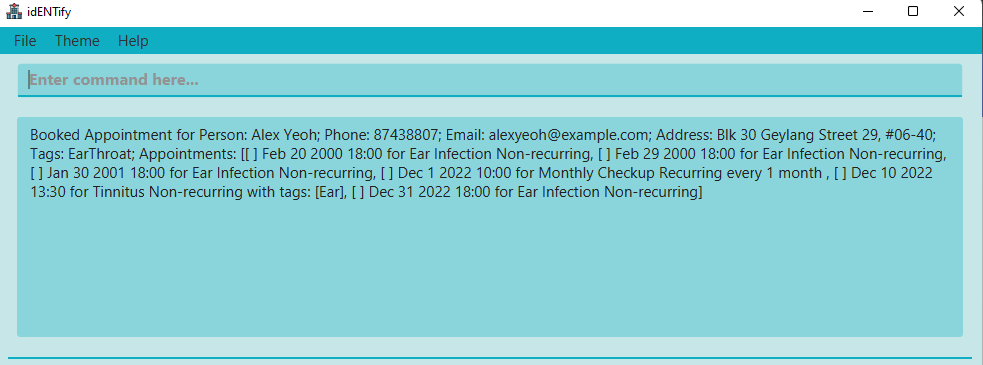 idENTify
File Theme Help
Enter command here...
Booked Appointment for Person: Alex Yeoh; Phone: 87438807; Email: alexyeoh@example.com; Address: Blk 30 Geylang Street 29, #06-40;
Tags: EarThroat; Appointments: [[ ] Feb 20 2000 18:00 for Ear Infection Non-recurring, [ ] Feb 29 2000 18:00 for Ear Infection Non-recurring,
[ ] Jan 30 2001 18:00 for Ear Infection Non-recurring, [ ] Dec 1 2022 10:00 for Monthly Checkup Recurring every 1 month , [ ] Dec 10 2022
13:30 for Tinnitus Non-recurring with tags: [Ear], [ ] Dec 31 2022 18:00 for Ear Infection Non-recurring]